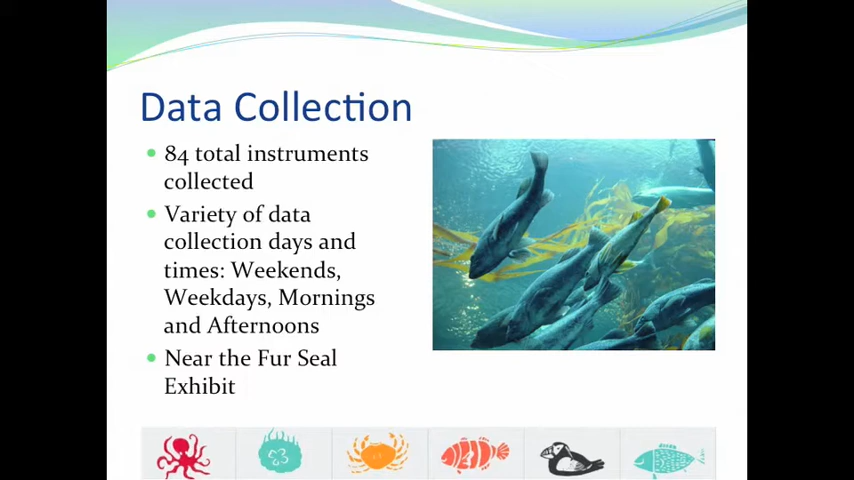 Data Collection
84 total instruments
collected
Variety of data
collection days and
times: Weekends,
Weekdays, Mornings
and Afternoons
Near the Fur Seal
Exhibit